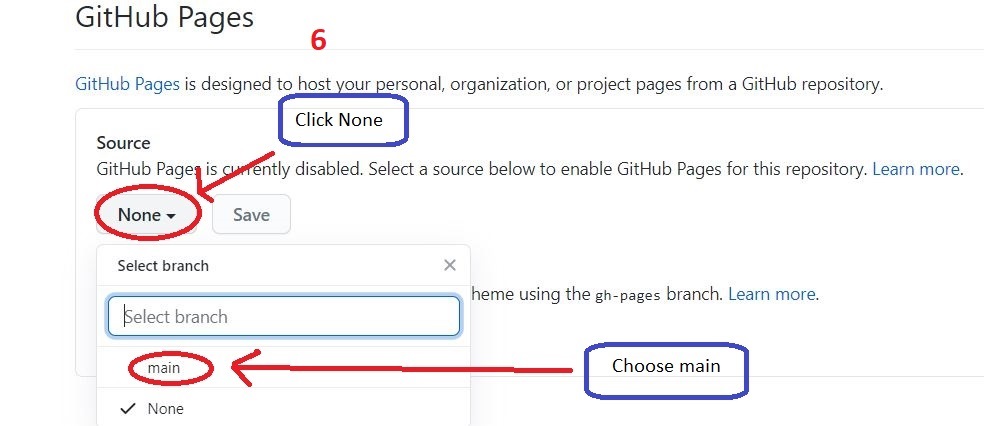 GitHub Pages
6
GitHub Pages is designed to host your personal, organization, or project pages from a GitHub repository.
Click None
Source
GitHub Pages is currently disabled. Select a source below to enable GitHub Pages for this repository. Learn more.
None Save
Select branch
heme using the gh-pages branch. Learn more.
Select branch
main
Choose main
None